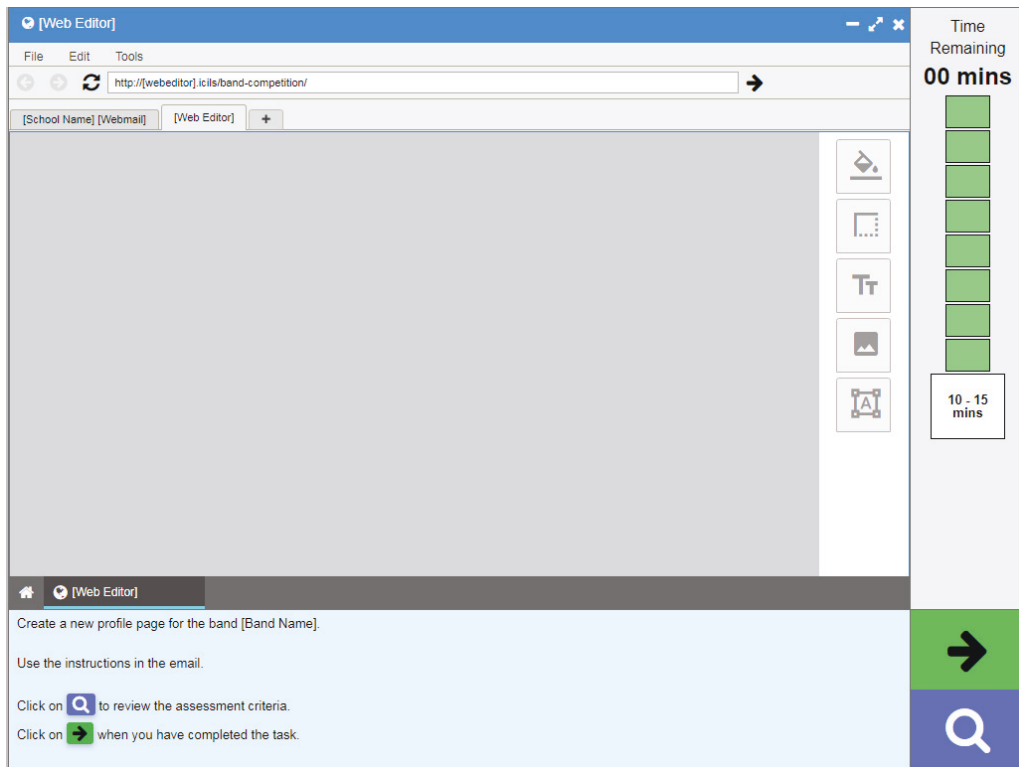 [Web Editor]
File Edit Tools
http://[webeditor].icils/band-competition/
[School Name] [Webmail] [Web Editor] +
Tт
A
[Web Editor]
Create a new profile page for the band [Band Name].
Use the instructions in the email.
Click on to review the assessment criteria.
Click on when you have completed the task.
Time
Remaining
00 mins
10 - 15
mins